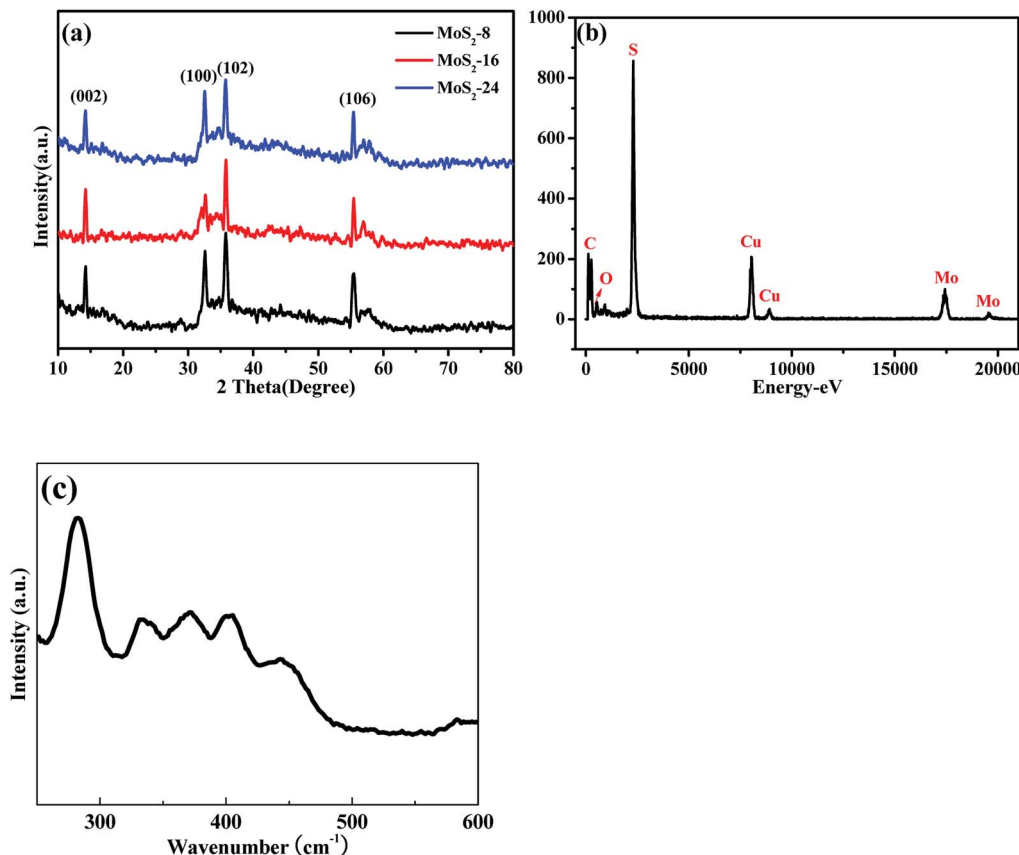 (a)
MoS2-8
MoS2-16
MoS2-24
(002)
(100)
(102)
(106)
Intensity(a.u.)
10 20 30 40 50 60 70 80
2 Theta(Degree)
(b)
1000
800
600
400
200
0
S
C
O
Cu
Cu
Mo
Mo
0 5000 10000 15000 20000
Energy-eV
(c)
Intensity (a.u.)
300 400 500 600
Wavenumber (cm-1)